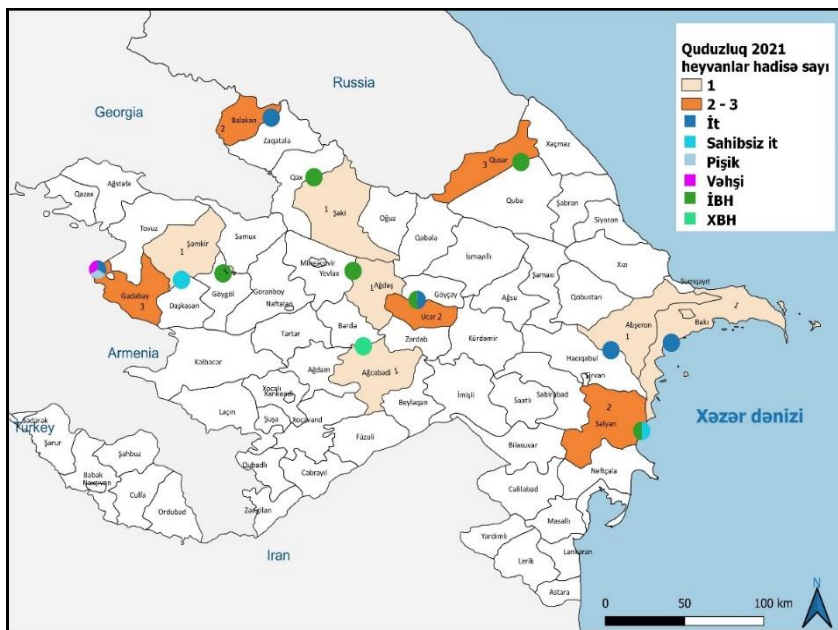 Quduzluq 2021
heyvanlar hadisə sayı
1
2 - 3
İt
Sahibsiz it
Pişik
Vəhşi
İBH
XBH
Russia
Georgia
Balakən
2
Zaqatala
Qax
Xaçmaz
Qusar
3
Ağstafa
Qazax
Tovuz
Şəmkir
1
Samux
1 Şəki
Oğuz
Qəbələ
Quba
Şabran
Siyəzən
İsmayıllı
Xızı
Mingəçevir
Yevlax
Şamaxı
Sumqayıt
Gədəbəy
3
Daşkəsən
Göygöl
Goranboy
Naftalan
1
Ağdaş
Göyçay
Ağsu
Qobustan
1
Abşeron
1
Bakı
Ucar 2
Armenia
Kəlbəcər
Tərtər
Bərdə
Zərdab
Kürdəmir
Hacıqabul
Şirvan
Ağdam
Ağcabədi 1
Xocalı
Xankəndi
Laçın
Şuşa
Xocavənd
Beyləqan
İmişli
Saatlı
Sabirabad
2
Salyan
Xəzər dənizi
Turkey
Sədərək
Şərur
Şahbuz
Babək
Naxçıvan
Culfa
Ordubad
Füzuli
Qubadlı
Cəbrayıl
Zəngilan
Biləsuvar
Neftçala
Cəlilabad
Masallı
Yardımlı
Lənkəran
Lerik
Astara
Iran
N
0 50 100 km